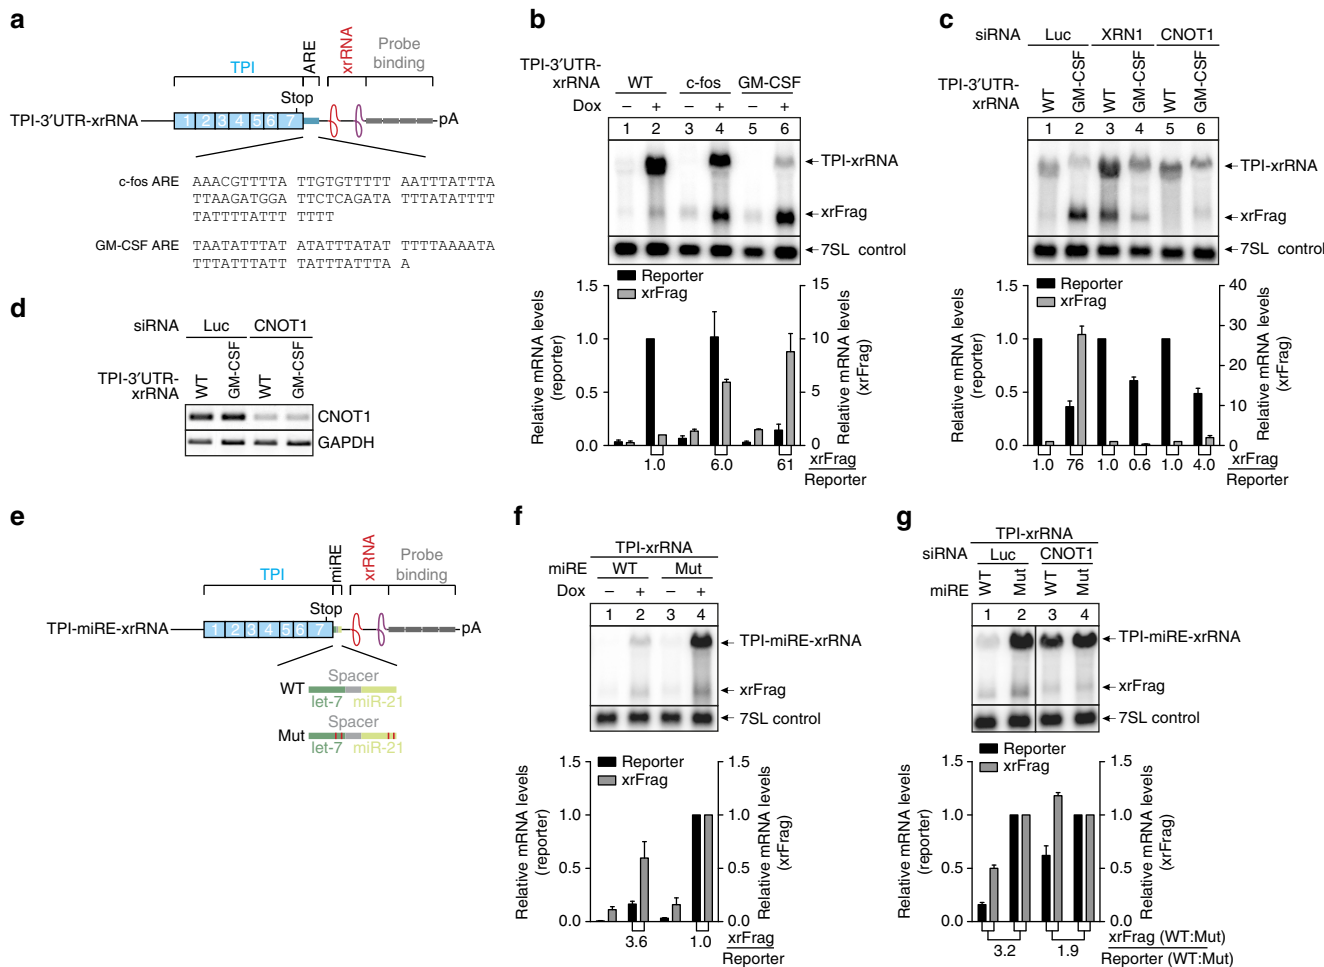 a
TPI
ARE
xrRNA
Probe
binding
Stop
TPI-3′UTR-xrRNA
1 2 3 4 5 6 7
pA
c-fos ARE
AAACGTTTTA TTGTGTTTTT AATTTATTTA
TTAAGATGGA TTCTCAGATA TTTATATTTT
TATTTTATTT TTTTT
GM-CSF ARE
TAATATTTAT ATATTTATAT TTTTAAAATA
TTTATTTATT TATTTATTTA A
b
TPI-3′UTR-
xrRNA
WT c-fos GM-CSF
Dox – + – + – +
1 2 3 4 5 6
TPI-xrRNA
xrFrag
7SL control
Reporter
xrFrag
Relative mRNA levels
(reporter)
1.0
0.5
0.0
15
10
5
0
Relative mRNA levels
(xrFrag)
1.0 6.0 61
xrFrag
Reporter
c
siRNA Luc XRN1 CNOT1
TPI-3′UTR-
xrRNA
WT GM-CSF WT GM-CSF WT GM-CSF
1 2 3 4 5 6
TPI-xrRNA
xrFrag
7SL control
Reporter
xrFrag
Relative mRNA levels
(reporter)
1.0
0.5
0.0
40
30
20
10
0
Relative mRNA levels
(xrFrag)
1.0 76 1.0 0.6 1.0 4.0
xrFrag
Reporter
d
siRNA Luc CNOT1
TPI-3′UTR-
xrRNA
WT GM-CSF WT GM-CSF
CNOT1
GAPDH
e
TPI
miRE
xrRNA
Probe
binding
Stop
TPI-miRE-xrRNA
1 2 3 4 5 6 7
pA
Spacer
WT
let-7 miR-21
Spacer
Mut
let-7 miR-21
f
TPI-xrRNA
miRE WT Mut
Dox – + – +
1 2 3 4
TPI-miRE-xrRNA
xrFrag
7SL control
Reporter
xrFrag
Relative mRNA levels
(reporter)
1.5
1.0
0.5
0.0
1.5
1.0
0.5
0.0
Relative mRNA levels
(xrFrag)
3.6 1.0
xrFrag
Reporter
g
TPI-xrRNA
siRNA Luc CNOT1
miRE WT Mut WT Mut
1 2 3 4
TPI-miRE-xrRNA
xrFrag
7SL control
Reporter
xrFrag
Relative mRNA levels
(reporter)
1.5
1.0
0.5
0.0
1.5
1.0
0.5
0.0
Relative mRNA levels
(xrFrag)
3.2 1.9
xrFrag (WT:Mut)
Reporter (WT:Mut)